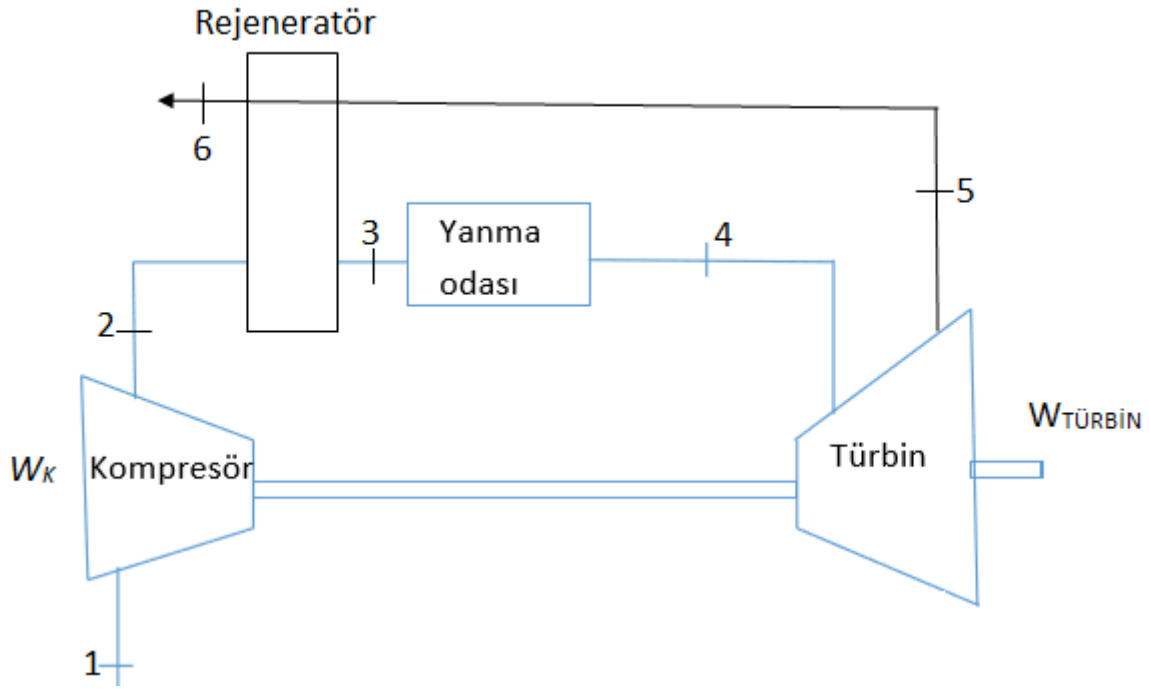 Rejeneratör
6
5
3
Yanma
odası
4
2
WTÜRBİN
WK
Kompresör
Türbin
1